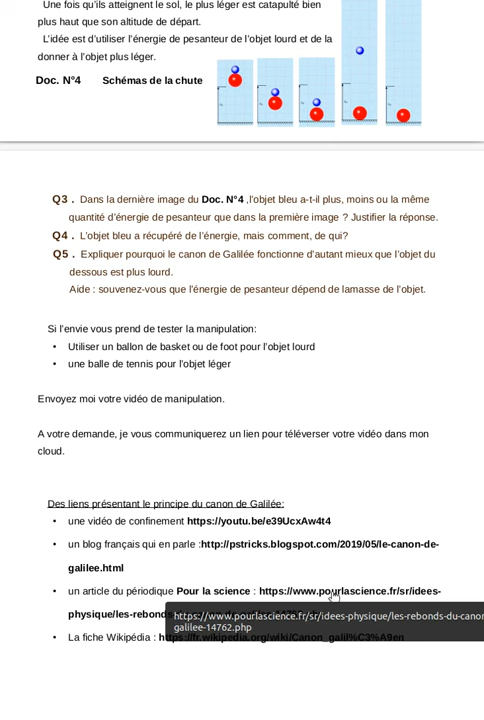 Une fois qu'ils atteignent le sol, le plus léger est catapulté bien
plus haut que son altitude de départ.
L'idée est d'utiliser l'énergie de pesanteur de l'objet lourd et de la
donner à l'objet plus léger.
Doc. N°4 Schémas de la chute
Q3 . Dans la dernière image du Doc. N°4 ,l'objet bleu a-t-il plus, moins ou la même
quantité d'énergie de pesanteur que dans la première image ? Justifier la réponse.
Q4 . L'objet bleu a récupéré de l'énergie, mais comment, de qui?
Q5 . Expliquer pourquoi le canon de Galilée fonctionne d'autant mieux que l'objet du
dessous est plus lourd.
Aide : souvenez-vous que l'énergie de pesanteur dépend de lamasse de l'objet.
Si l'envie vous prend de tester la manipulation:
• Utiliser un ballon de basket ou de foot pour l'objet lourd
• une balle de tennis pour l'objet léger
Envoyez moi votre vidéo de manipulation.
A votre demande, je vous communiquerez un lien pour téléverser votre vidéo dans mon
cloud.
Des liens présentant le principe du canon de Galilée:
• une vidéo de confinement https://youtu.be/e39UcxAw4t4
• un blog français qui en parle :http://pstricks.blogspot.com/2019/05/le-canon-de-
galilee.html
• un article du périodique Pour la science : https://www.pourlascience.fr/sr/idees-
physique/les-rebonds
https://www.pourlascience.fr/sr/idees-physique/les-rebonds-du-canon
galilee-14762.php
• La fiche Wikipédia : https://fr.wikipedia.org/wiki/Canon_galil%C3%A9en